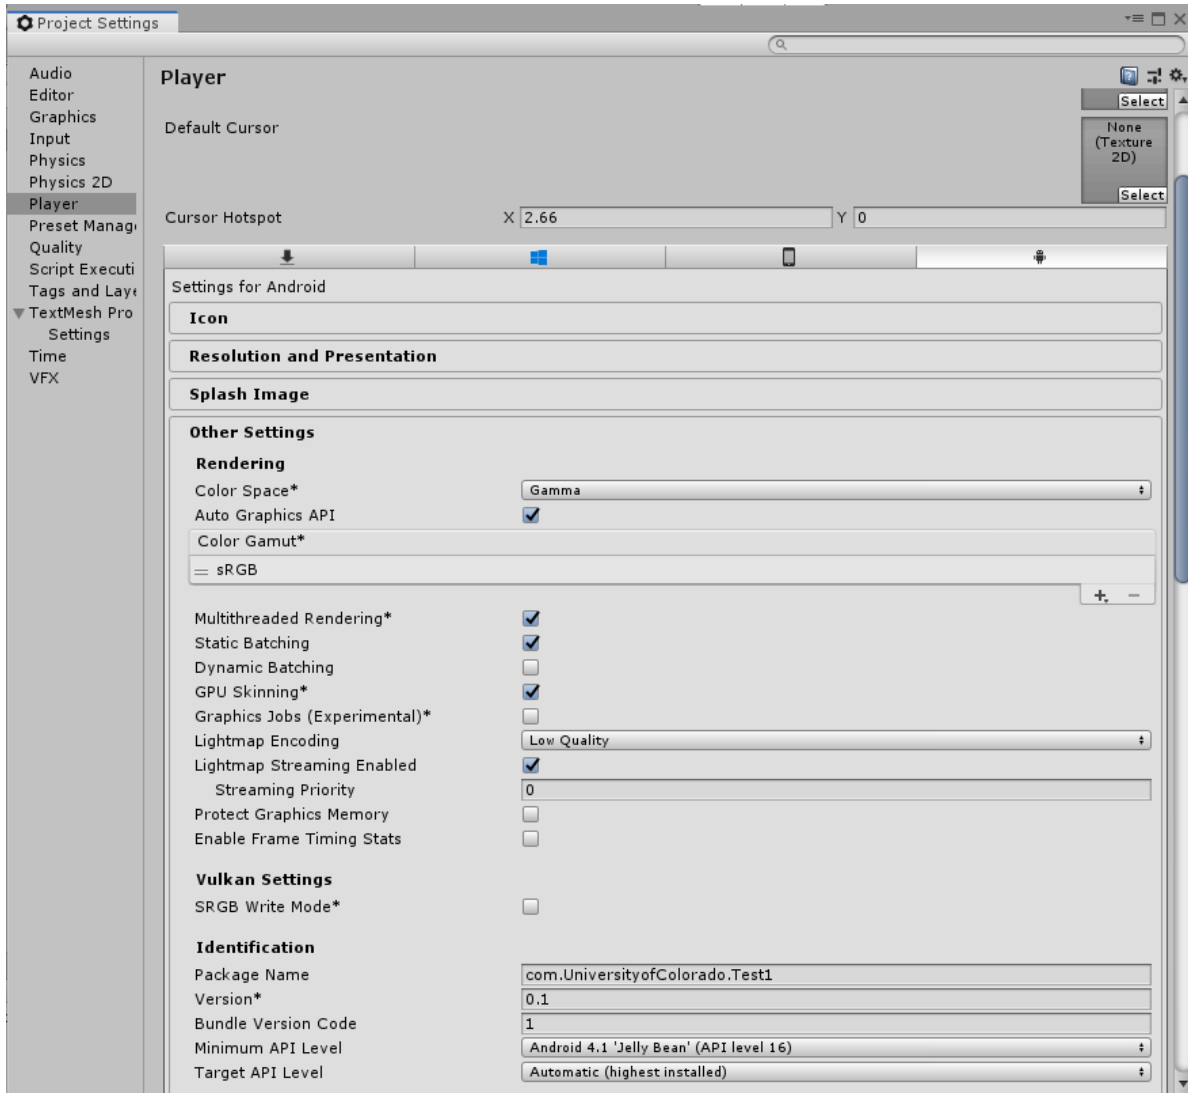 Project Settings
Audio
Editor
Graphics
Input
Physics
Physics 2D
Player
Preset Manag
Quality
Script Executi
Tags and Lay
TextMesh Pro
Settings
Time
VFX
Player
Select
Default Cursor
None
(Texture
2D)
Select
Cursor Hotspot X 2.66 Y 0
Settings for Android
Icon
Resolution and Presentation
Splash Image
Other Settings
Rendering
Color Space* Gamma
Auto Graphics API
Color Gamut*
= sRGB
Multithreaded Rendering*
Static Batching
Dynamic Batching
GPU Skinning*
Graphics Jobs (Experimental)*
Lightmap Encoding Low Quality
Lightmap Streaming Enabled
Streaming Priority 0
Protect Graphics Memory
Enable Frame Timing Stats
Vulkan Settings
SRGB Write Mode*
Identification
Package Name com.UniversityofColorado.Test1
Version* 0.1
Bundle Version Code 1
Minimum API Level Android 4.1 'Jelly Bean' (API level 16)
Target API Level Automatic (highest installed)